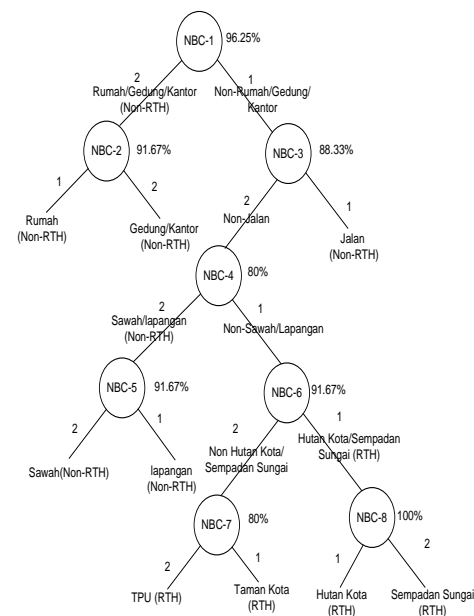 NBC-1
96.25%
2
1
Rumah/Gedung/Kantor
(Non-RTH)
Non-Rumah/Gedung/
Kantor
NBC-2
91.67%
NBC-3
88.33%
1
2
2
1
Rumah
(Non-RTH)
Gedung/Kantor
(Non-RTH)
Non-Jalan
Jalan
(Non-RTH)
NBC-4
80%
2
1
Sawah/lapangan
(Non-RTH)
Non-Sawah/Lapangan
NBC-5
91.67%
NBC-6
91.67%
2
1
2
1
Sawah(Non-RTH)
lapangan
(Non-RTH)
Non Hutan Kota/
Sempadan Sungai
Hutan Kota/Sempadan
Sungai (RTH)
NBC-7
80%
NBC-8
100%
2
1
1
2
TPU (RTH)
Taman Kota
(RTH)
Hutan Kota
(RTH)
Sempadan Sungai
(RTH)